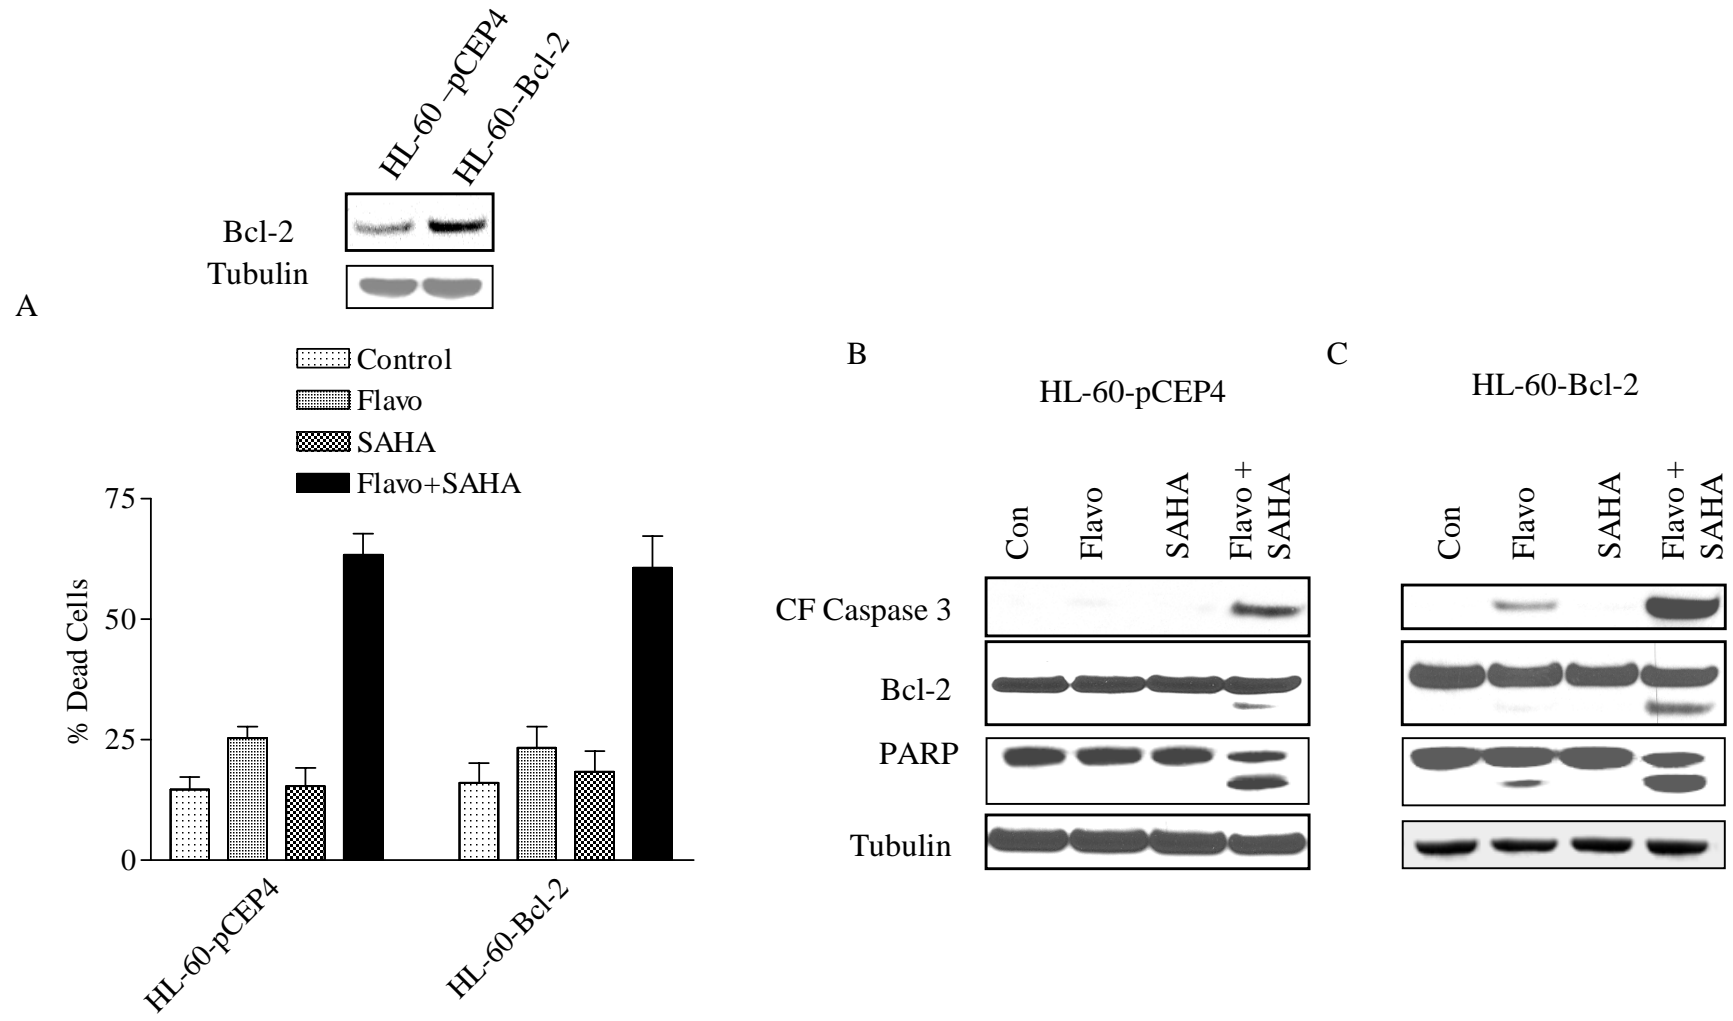 HL-60 –pCEP4
HL-60--Bcl-2
Bcl-2
Tubulin
A
Control
Flavo
SAHA
Flavo+SAHA
75
50
25
0
% Dead Cells
HL-60-pCEP4
HL-60-Bcl-2
B
HL-60-pCEP4
Con
Flavo
SAHA
Flavo +
SAHA
CF Caspase 3
Bcl-2
PARP
Tubulin
C
HL-60-Bcl-2
Con
Flavo
SAHA
Flavo +
SAHA